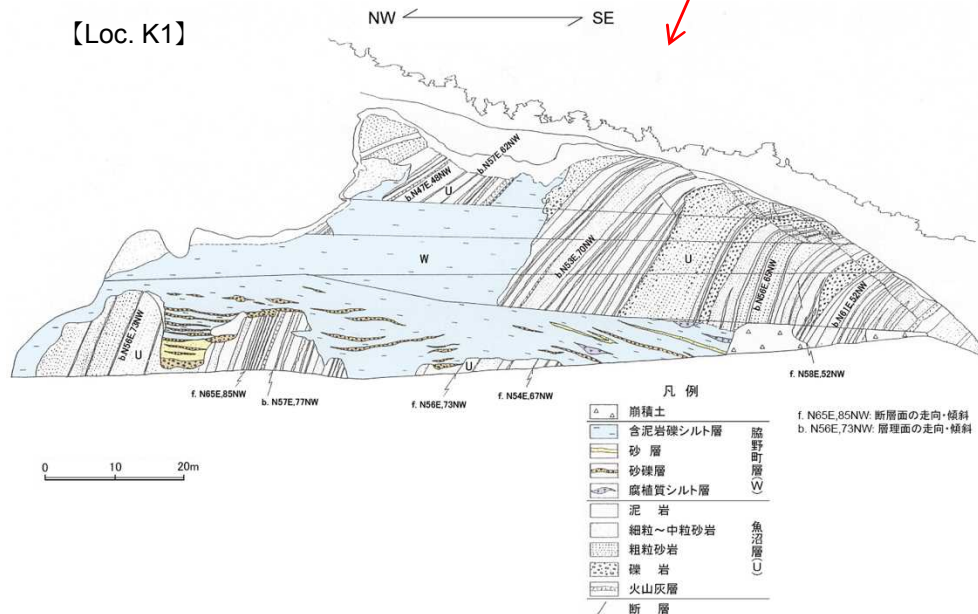 NW SE
【Loc. K1】
b.N57E,62NW
b.N47E,48NW
U
W
b.N53E,70NW
U
b.N56E,65NW
b.N61E,52NW
b.N56E,73NW
U
U
f. N65E,85NW
b. N57E,77NW
f. N56E,73NW
f. N54E,67NW
f. N58E,52NW
0 10 20m
凡 例
崩積土
含泥岩礫シルト層
砂 層
砂礫層
腐植質シルト層
脇野町層(W)
泥 岩
細粒~中粒砂岩
粗粒砂岩
礫 岩
火山灰層
魚沼層(U)
断 層
f. N65E,85NW: 断層面の走向・傾斜
b. N56E,73NW: 層理面の走向・傾斜